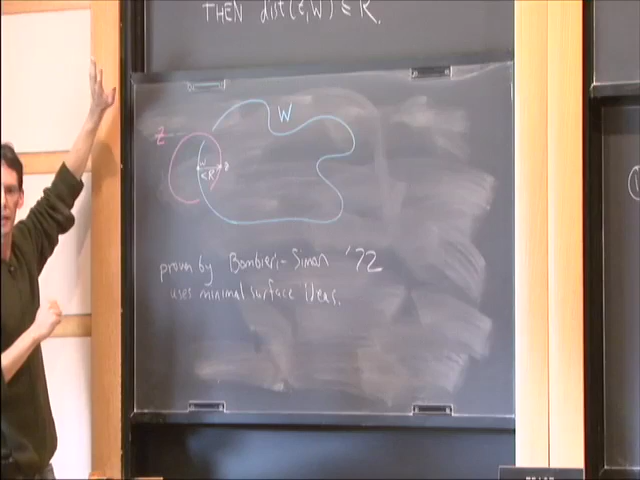 THEN dist(z,W) ≤ R.
W
Z
w
z
≤R
proven by Bombieri-Simon '72
uses minimal surface ideas.